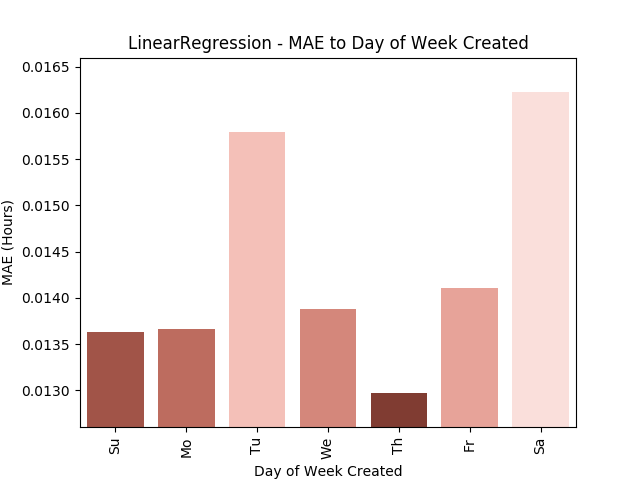 LinearRegression - MAE to Day of Week Created
MAE (Hours)
0.0165
0.0160
0.0155
0.0150
0.0145
0.0140
0.0135
0.0130
Su
Mo
Tu
We
Th
Fr
Sa
Day of Week Created